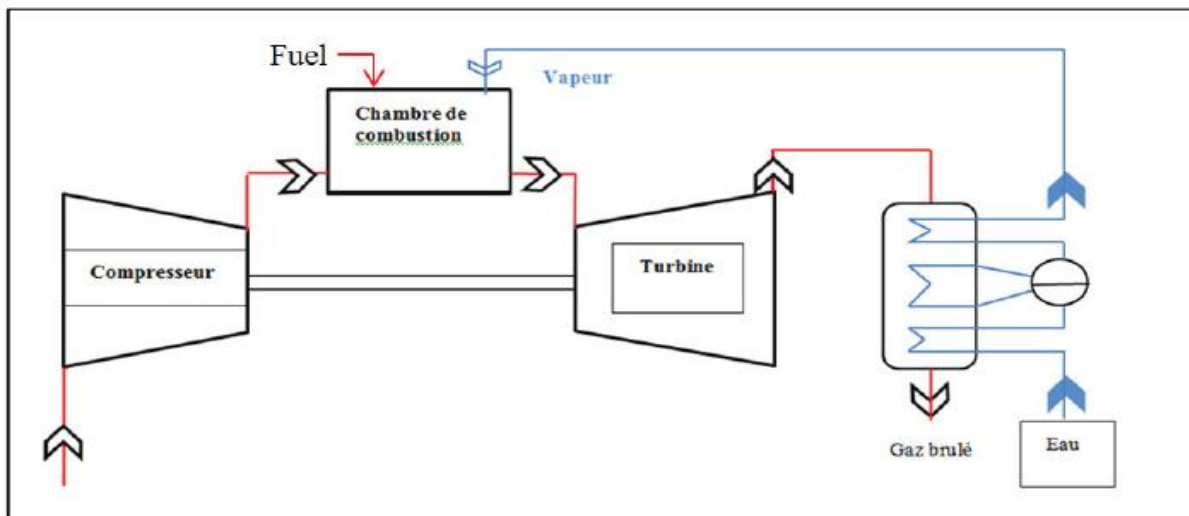 Fuel
Vapeur
Chambre de
combustion
Compresseur
Turbine
Gaz brulé
Eau